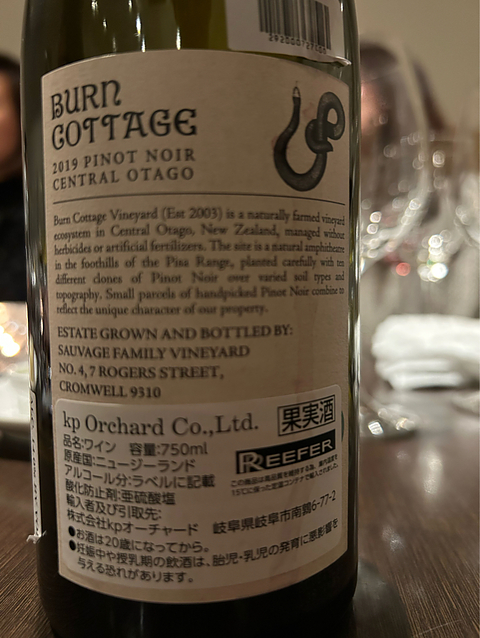 BURN
COTTAGE
2019 PINOT NOIR
CENTRAL OTAGO
Burn Cottage Vineyard (Est 2003) is a naturally farmed vineyard
ecosystem in Central Otago, New Zealand, managed without
herbicides or artificial fertilizers. The site is a natural amphitheatre
in the foothills of the Pisa Range, planted carefully with ten
different clones of Pinot Noir over varied soil types and
topography. Small parcels of handpicked Pinot Noir combine to
reflect the unique character of our property.
ESTATE GROWN AND BOTTLED BY:
SAUVAGE FAMILY VINEYARD
NO. 4, 7 ROGERS STREET,
CROMWELL 9310
kp Orchard Co.,Ltd. 果実酒
品名:ワイン 容量:750ml
原産国:ニュージーランド REEFER
アルコール分:ラベルに記載
酸化防止剤:亜硫酸塩
輸入者及び引取先:
株式会社kpオーチャード 岐阜県岐阜市南鶉6-77-2
●お酒は20歳になってから。
●妊娠中や授乳期の飲酒は、胎児・乳児の発育に悪影響を
与える恐れがあります。